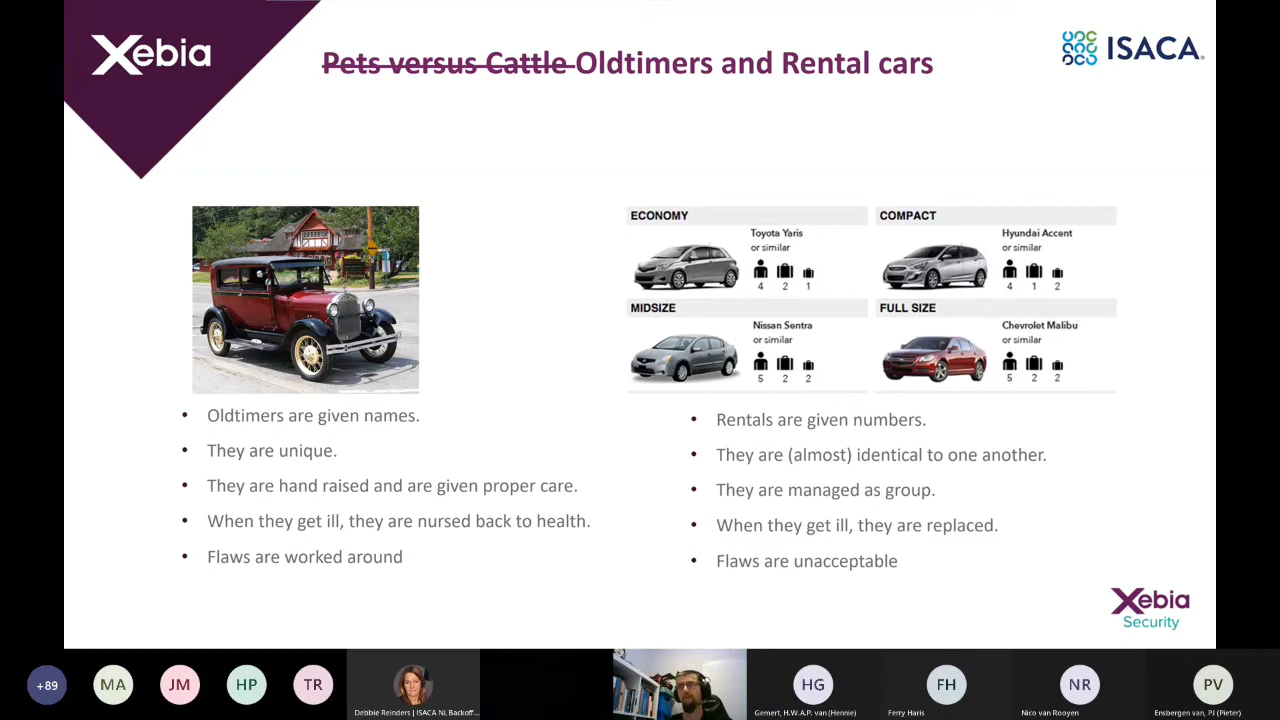 Xebia
Pets versus Cattle Oldtimers and Rental cars
ISACA®
ECONOMY
Toyota Yaris
or similar
4 2 1
COMPACT
Hyundai Accent
or similar
4 1 2
MIDSIZE
Nissan Sentra
or similar
5 2 2
FULL SIZE
Chevrolet Malibu
or similar
5 2 2
• Oldtimers are given names.
• They are unique.
• They are hand raised and are given proper care.
• When they get ill, they are nursed back to health.
• Flaws are worked around
• Rentals are given numbers.
• They are (almost) identical to one another.
• They are managed as group.
• When they get ill, they are replaced.
• Flaws are unacceptable
Xebia
Security
+89
MA
JM
HP
TR
Debbie Reinders | ISACA NL Backoff...
HG
Gemert, H.W.A.P. van (Hennie)
FH
Ferry Haris
NR
Nico van Rooyen
PV
Ensbergen van, PJ (Pieter)